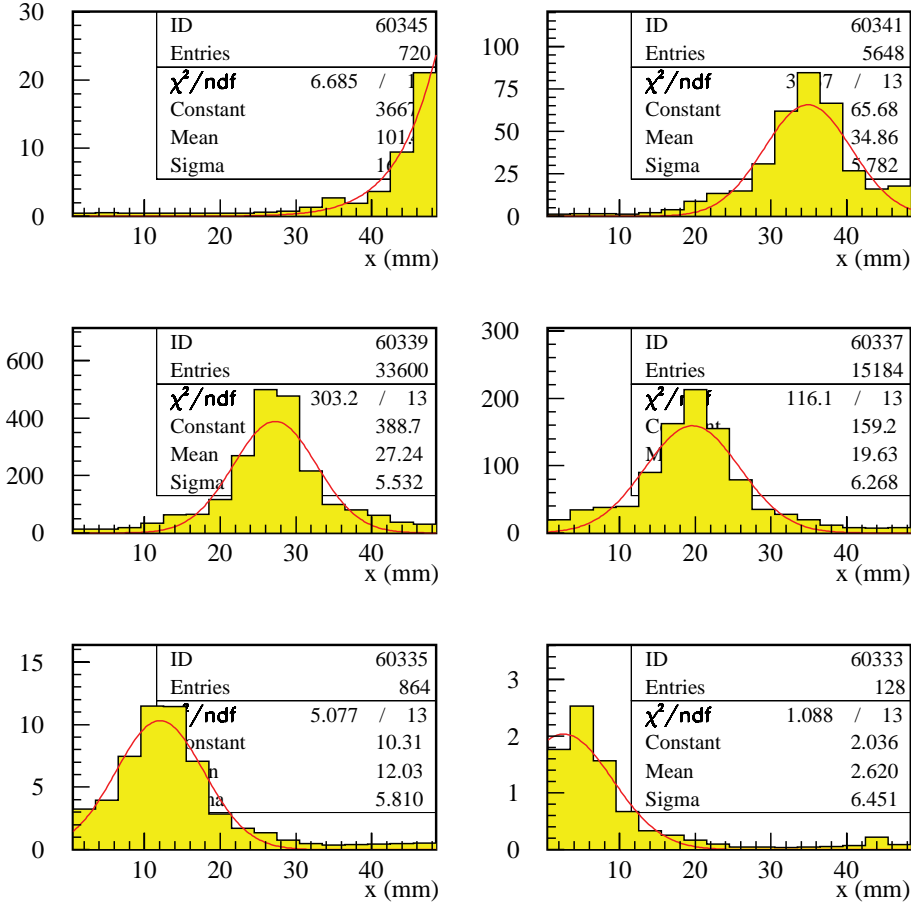 ID 60345
Entries 720
χ²/ndf 6.685 /
Constant 3667
Mean 101.
Sigma
30
20
10
0
10 20 30 40
x (mm)
ID 60341
Entries 5648
χ²/ndf / 13
Constant 65.68
Mean 34.86
Sigma 5.782
100
75
50
25
0
10 20 30 40
x (mm)
ID 60339
Entries 33600
χ²/ndf 303.2 / 13
Constant 388.7
Mean 27.24
Sigma 5.532
600
400
200
0
10 20 30 40
x (mm)
ID 60337
Entries 15184
χ²/ndf 116.1 / 13
159.2
19.63
6.268
300
200
100
0
10 20 30 40
x (mm)
ID 60335
Entries 864
²/ndf 5.077 / 13
onstant 10.31
12.03
5.810
15
10
5
0
10 20 30 40
x (mm)
ID 60333
Entries 128
χ²/ndf 1.088 / 13
Constant 2.036
Mean 2.620
Sigma 6.451
3
2
1
0
10 20 30 40
x (mm)